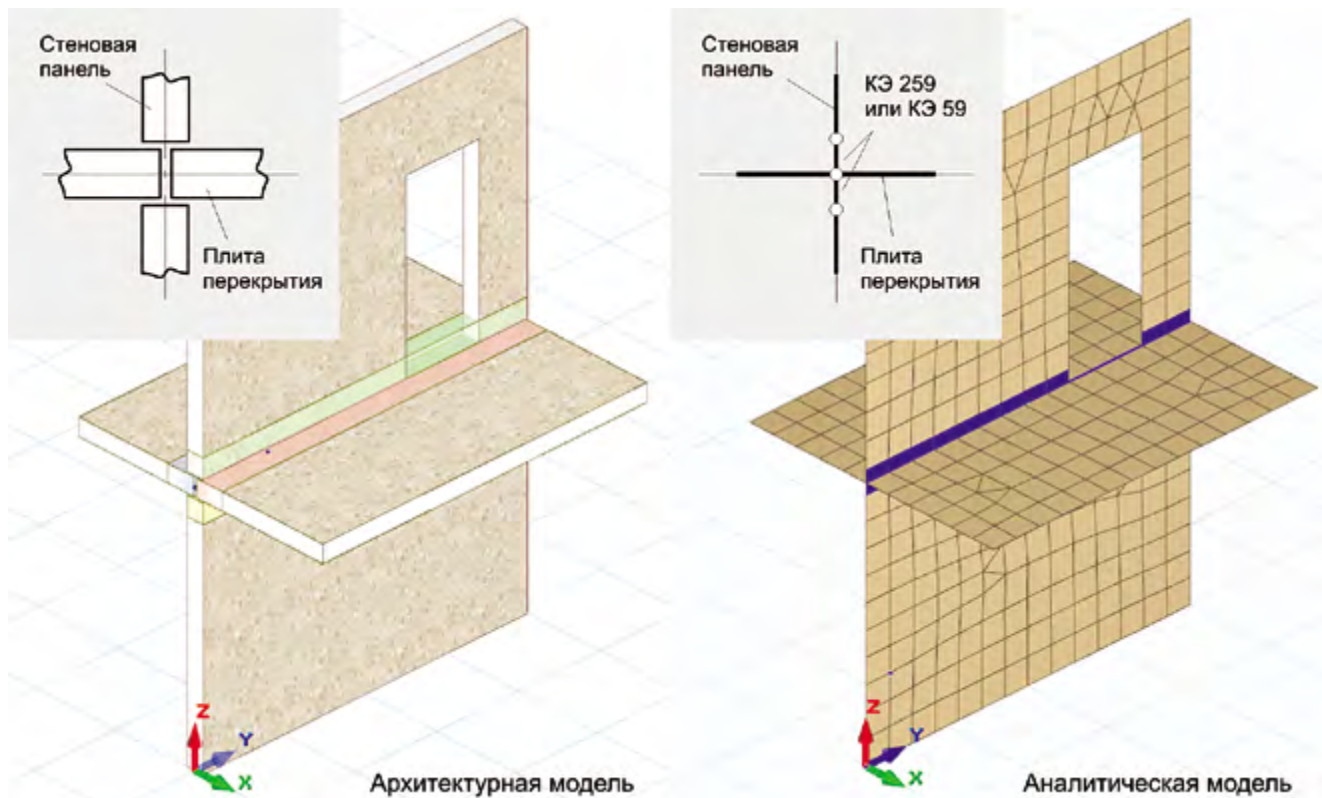 Стеновая
панель
Плита
перекрытия
Z
Y
X
Архитектурная модель
Стеновая
панель
КЭ 259
или КЭ 59
Плита
перекрытия
Z
Y
X
Аналитическая модель